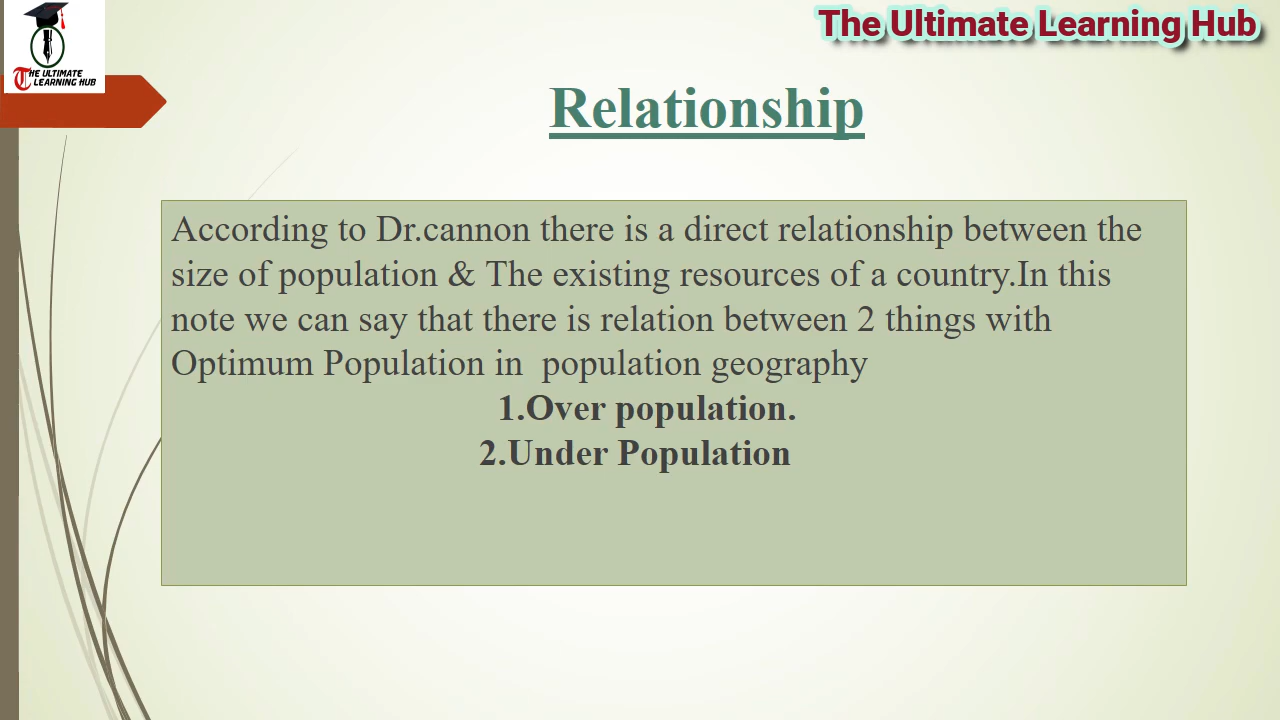 The Ultimate Learning Hub
THE ULTIMATE
LEARNING HUB
Relationship
According to Dr.cannon there is a direct relationship between the
size of population & The existing resources of a country.In this
note we can say that there is relation between 2 things with
Optimum Population in  population geography
1.Over population.
2.Under Population